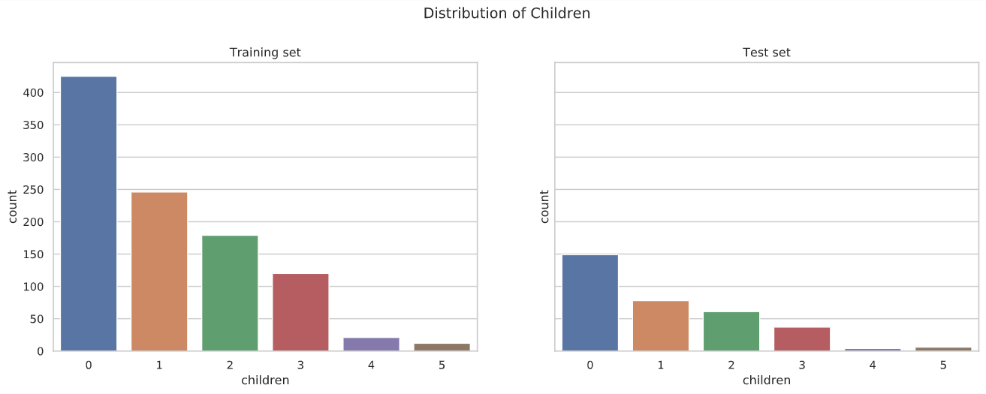 Distribution of Children
Training set
400
350
300
250
200
150
100
50
0
count
0 1 2 3 4 5
children
Test set
count
0 1 2 3 4 5
children